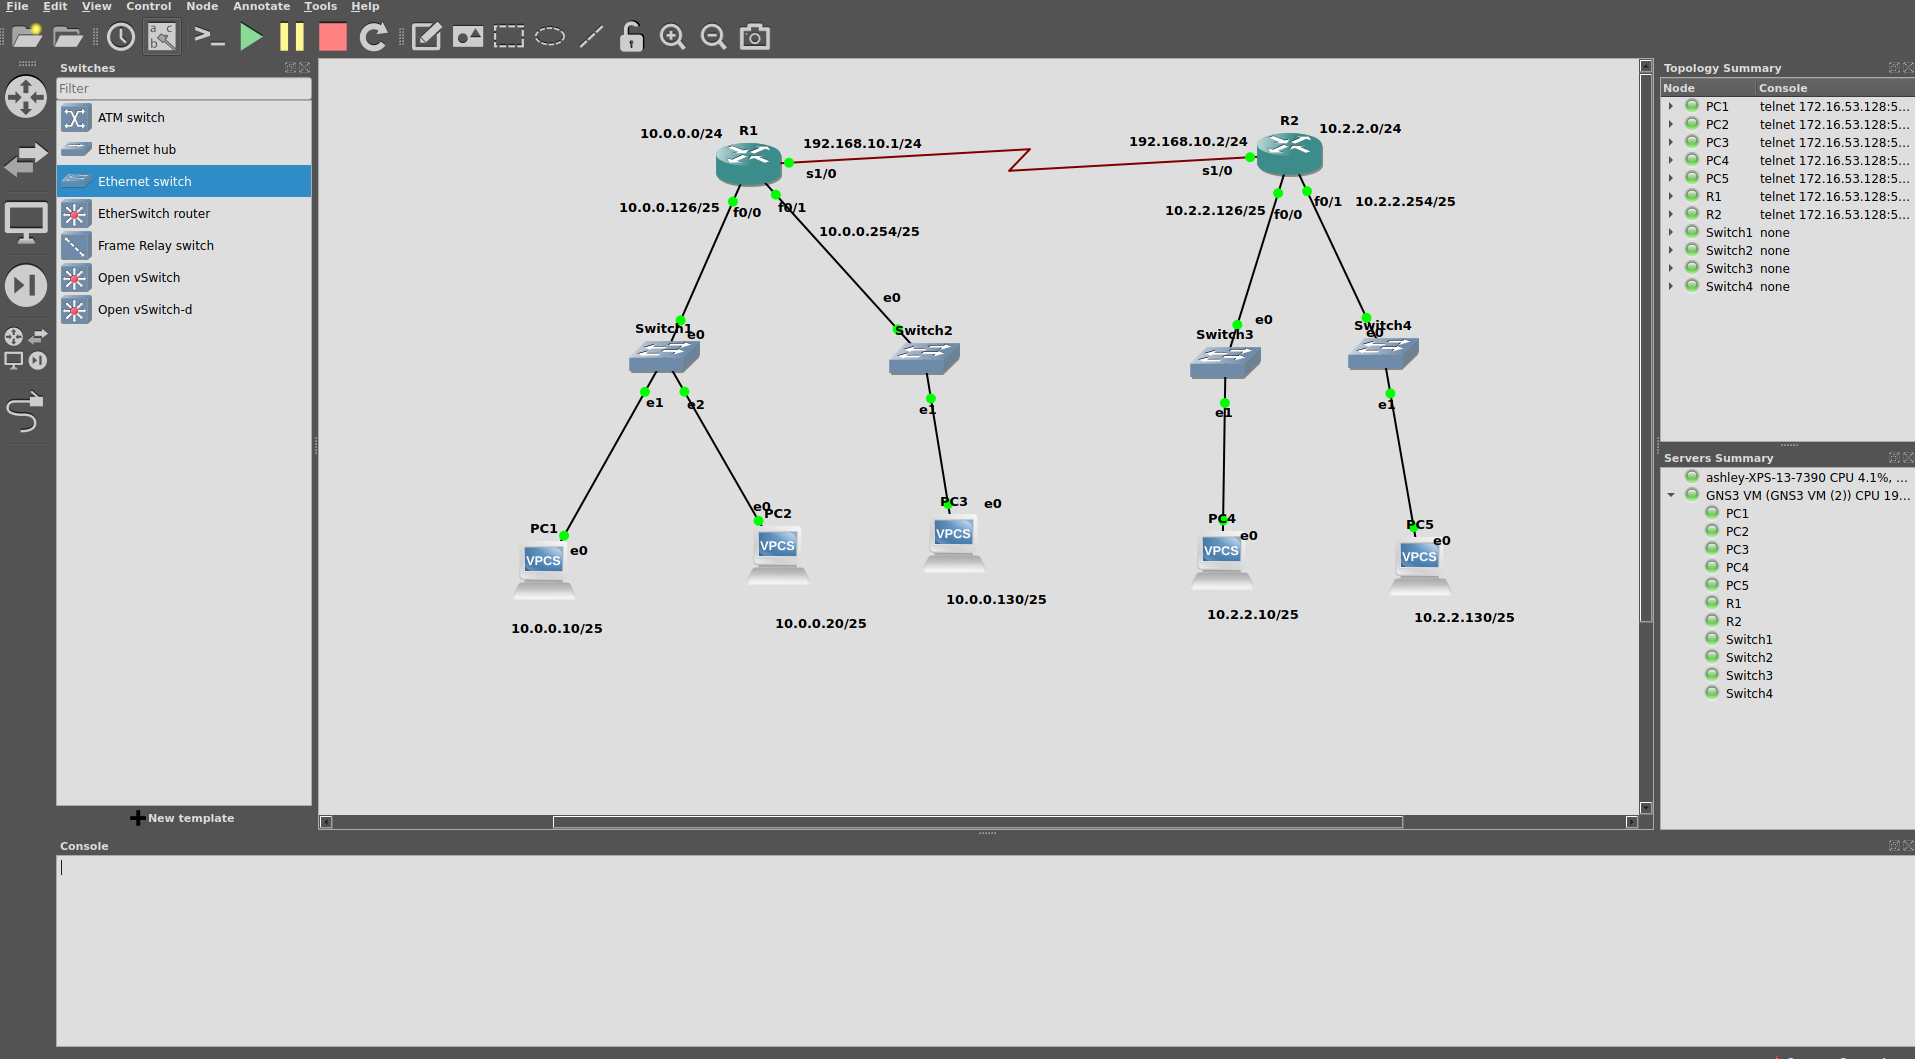 File Edit View Control Node Annotate Tools Help
Switches
Filter
ATM switch
Ethernet hub
Ethernet switch
EtherSwitch router
Frame Relay switch
Open vSwitch
Open vSwitch-d
New template
10.0.0.0/24 R1
192.168.10.1/24
s1/0
10.0.0.126/25 f0/0 f0/1
10.0.0.254/25
R2 10.2.2.0/24
192.168.10.2/24
s1/0
10.2.2.126/25 f0/0 f0/1 10.2.2.254/25
Switch1 e0
e1 e2
e0
Switch2
e1
e0
Switch3
e1
Switch4
e0
e1
PC1
e0
VPCS
10.0.0.10/25
e0 PC2
VPCS
10.0.0.20/25
PC3 e0
VPCS
10.0.0.130/25
PC4
e0
VPCS
10.2.2.10/25
PC5
e0
VPCS
10.2.2.130/25
Topology Summary
Node Console
PC1 telnet 172.16.53.128:5...
PC2 telnet 172.16.53.128:5...
PC3 telnet 172.16.53.128:5...
PC4 telnet 172.16.53.128:5...
PC5 telnet 172.16.53.128:5...
R1 telnet 172.16.53.128:5...
R2 telnet 172.16.53.128:5...
Switch1 none
Switch2 none
Switch3 none
Switch4 none
Servers Summary
ashley-XPS-13-7390 CPU 4.1%, ...
GNS3 VM (GNS3 VM (2)) CPU 19...
PC1
PC2
PC3
PC4
PC5
R1
R2
Switch1
Switch2
Switch3
Switch4
Console